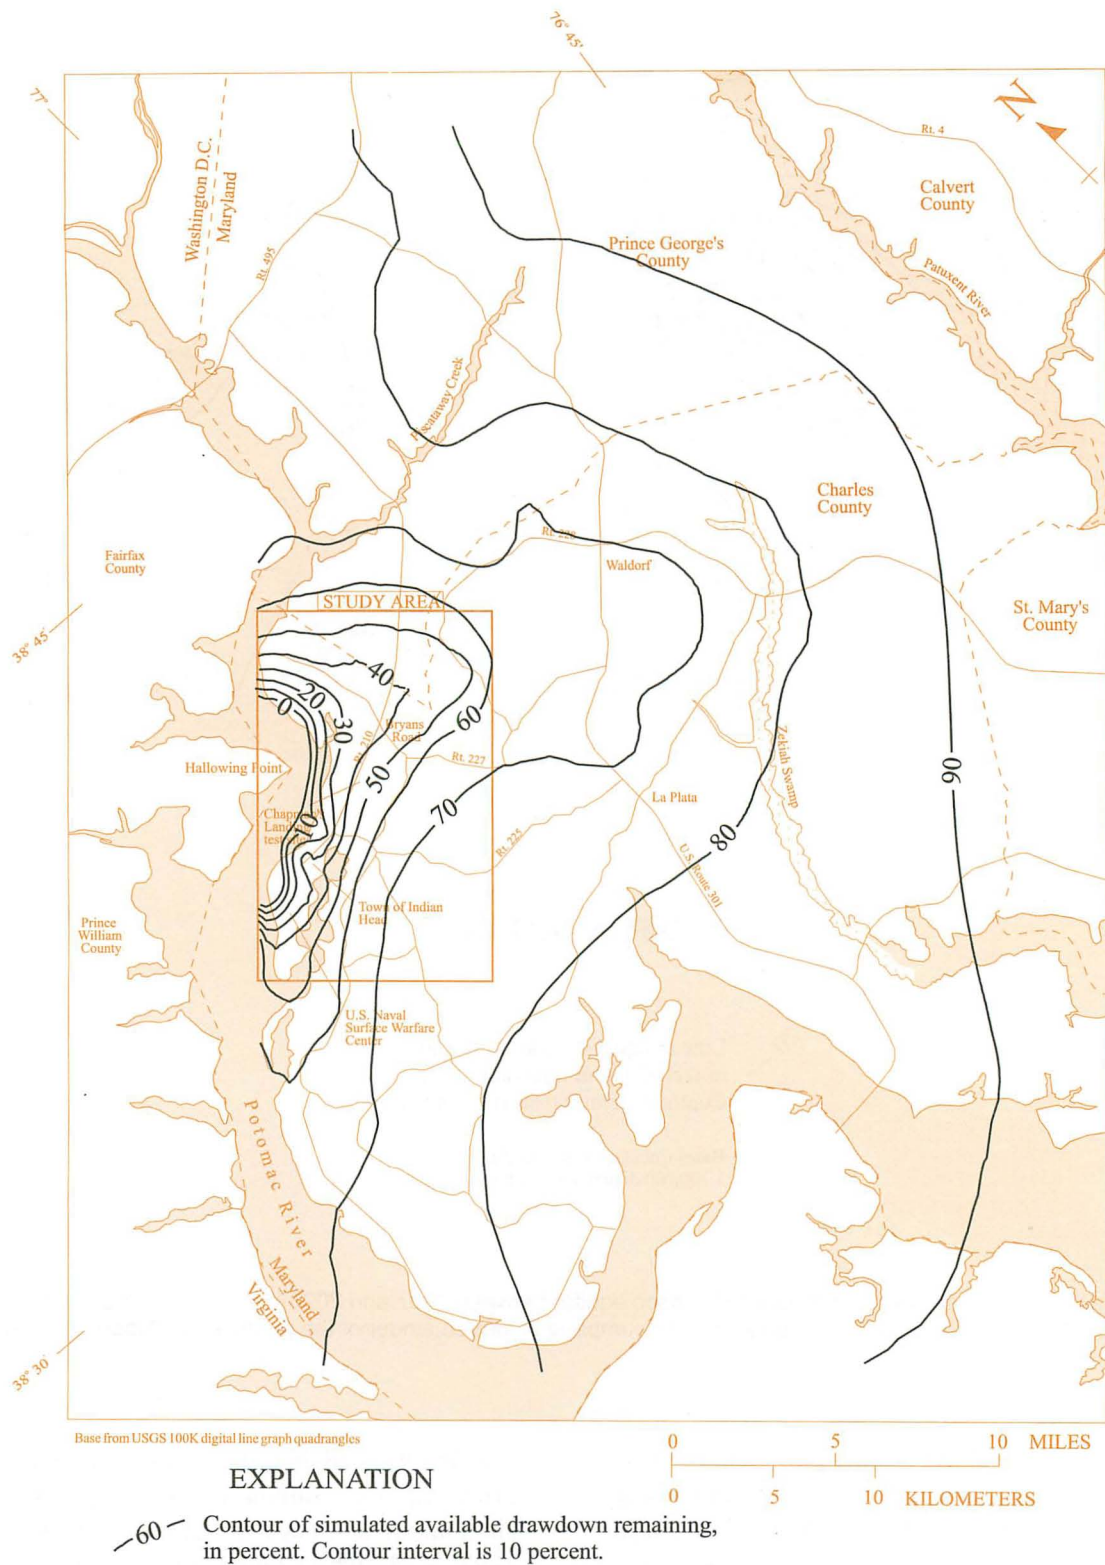 76° 45'
77°
N
Rt. 4
Washington D.C.
Maryland
Calvert
County
Prince George's
County
Rt. 495
Patuxent River
Piscataway Creek
Charles
County
Rt. 228
Fairfax
County
Waldorf
STUDY AREA
St. Mary's
County
38° 45'
40
20
0
30
60
Bryans
Road
Rt. 210
Rt. 227
Hallowing Point
50
90
Zekiah Swamp
La Plata
70
10
80
Rt. 225
U.S. Route 301
Town of Indian
Head
Prince
William
County
U.S. Naval
Surface Warfare
Center
Potomac River
Maryland
Virginia
38° 30'
Base from USGS 100K digital line graph quadrangles
0 5 10 MILES
0 5 10 KILOMETERS
EXPLANATION
60 Contour of simulated available drawdown remaining,
in percent. Contour interval is 10 percent.